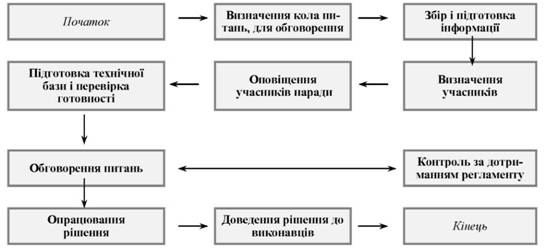 Початок
Визначення кола пи-
тань, для обговорення
Збір і підготовка
інформації
Підготовка технічної
бази і перевірка
готовності
Оповіщення
учасників наради
Визначення
учасників
Обговорення питань
Контроль за дотри-
манням регламенту
Опрацювання
рішення
Доведення рішення до
виконавців
Кінець